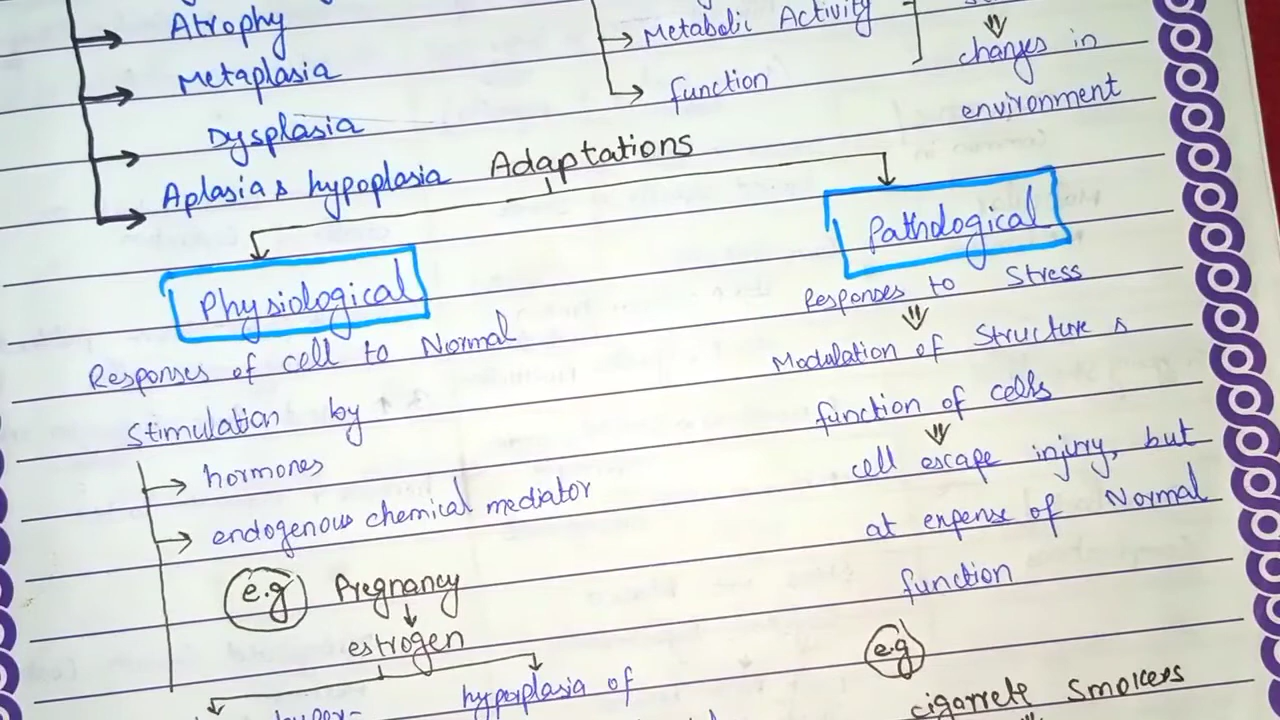 Atrophy
Metaplasia
Dysplasia
Aplasia & hypoplasia
Metabolic Activity
function
changes in
environment
Adaptations
Physiological
Responses of cell to Normal
Stimulation by
hormones
endogenous chemical mediator
e.g Pregnancy
estrogen
hyper-
hyperplasia of
Pathological
Responses to Stress
Modulation of Structure &
function of cells
cell escape injury, but
at expense of Normal
function
e.g
cigarrete Smokers